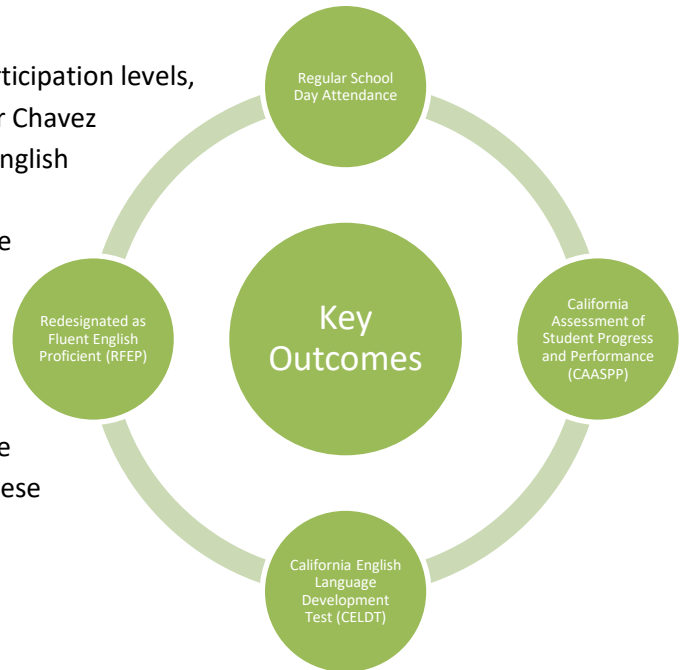 rticipation levels,
r Chavez
nglish
e
e
ese
Regular School
Day Attendance
California
Assessment of
Student Progress
and Performance
(CAASPP)
California English
Language
Development
Test (CELDT)
Redesignated as
Fluent English
Proficient (RFEP)
Key
Outcomes